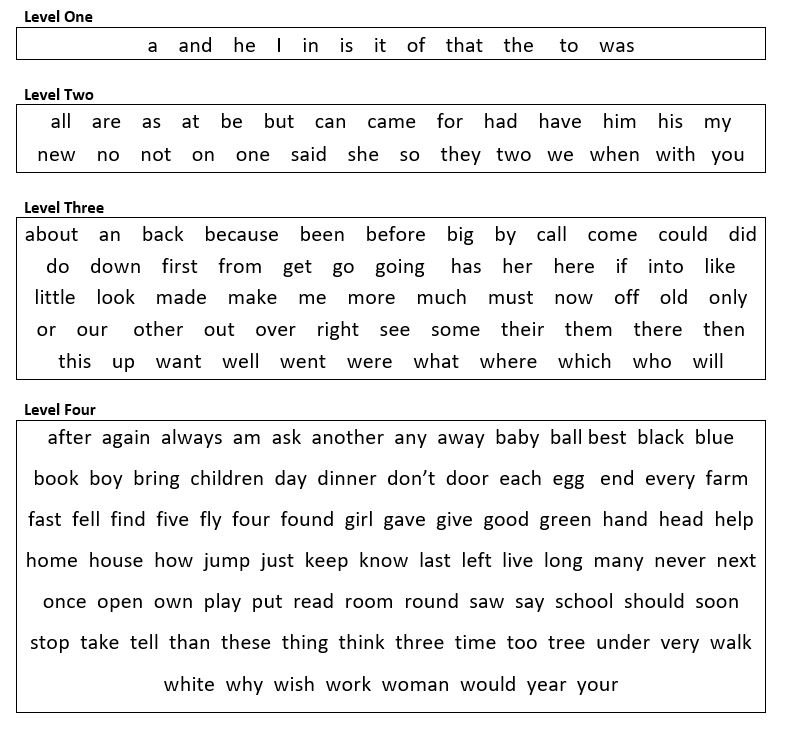 Level One
a and he I in is it of that the to was
Level Two
all are as at be but can came for had have him his my
new no not on one said she so they two we when with you
Level Three
about an back because been before big by call come could did
do down first from get go going has her here if into like
little look made make me more much must now off old only
or our other out over right see some their them there then
this up want well went were what where which who will
Level Four
after again always am ask another any away baby ball best black blue
book boy bring children day dinner don’t door each egg end every farm
fast fell find five fly four found girl gave give good green hand head help
home house how jump just keep know last left live long many never next
once open own play put read room round saw say school should soon
stop take tell than these thing think three time too tree under very walk
white why wish work woman would year your